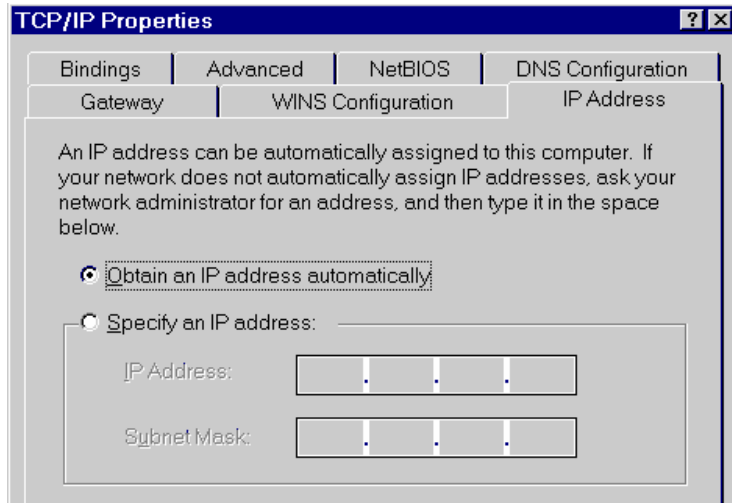 TCP/IP Properties
Bindings Advanced NetBIOS DNS Configuration
Gateway WINS Configuration IP Address
An IP address can be automatically assigned to this computer. If
your network does not automatically assign IP addresses, ask your
network administrator for an address, and then type it in the space
below.
Obtain an IP address automatically
Specify an IP address:
IP Address:
Subnet Mask: